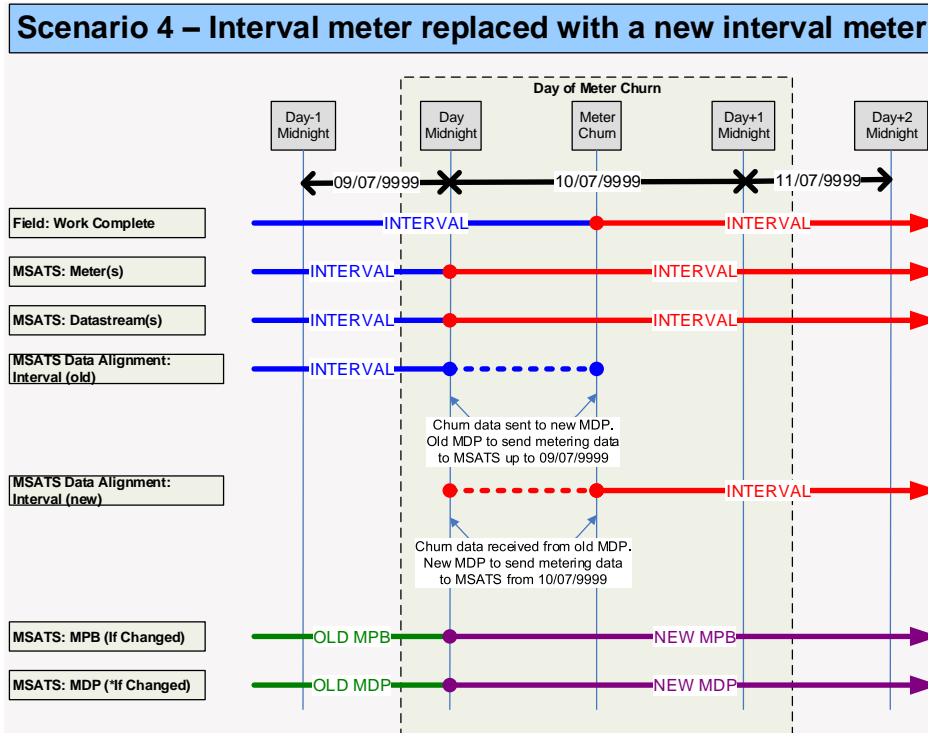 Scenario 4 – Interval meter replaced with a new interval meter
Day of Meter Churn
Day-1
Midnight
Day
Midnight
Meter
Churn
Day+1
Midnight
Day+2
Midnight
09/07/9999
10/07/9999
11/07/9999
Field: Work Complete
INTERVAL
INTERVAL
MSATS: Meter(s)
INTERVAL
INTERVAL
MSATS: Datastream(s)
INTERVAL
INTERVAL
MSATS Data Alignment:
Interval (old)
INTERVAL
Churn data sent to new MDP.
Old MDP to send metering data
to MSATS up to 09/07/9999
MSATS Data Alignment:
Interval (new)
INTERVAL
Churn data received from old MDP.
New MDP to send metering data
to MSATS from 10/07/9999
MSATS: MPB (If Changed)
OLD MPB
NEW MPB
MSATS: MDP (*If Changed)
OLD MDP
NEW MDP